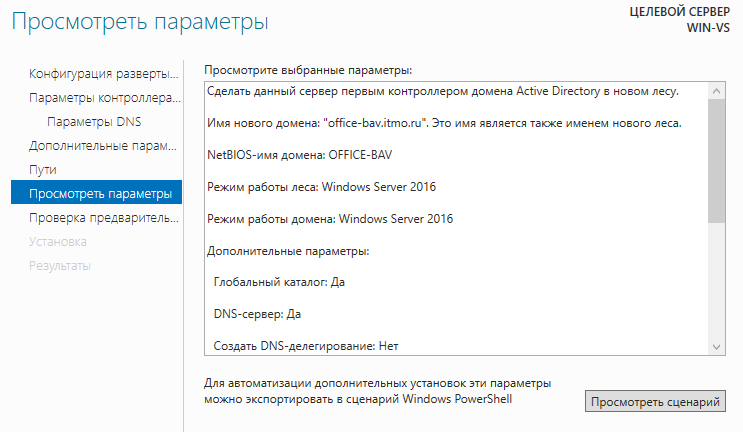 Просмотреть параметры
ЦЕЛЕВОЙ СЕРВЕР
WIN-VS
Конфигурация разверты...
Параметры контроллера...
Параметры DNS
Дополнительные парам...
Пути
Просмотреть параметры
Проверка предваритель...
Установка
Результаты
Просмотрите выбранные параметры:
Сделать данный сервер первым контроллером домена Active Directory в новом лесу.
Имя нового домена: "office-bav.itmo.ru". Это имя является также именем нового леса.
NetBIOS-имя домена: OFFICE-BAV
Режим работы леса: Windows Server 2016
Режим работы домена: Windows Server 2016
Дополнительные параметры:
Глобальный каталог: Да
DNS-сервер: Да
Создать DNS-делегирование: Нет
Для автоматизации дополнительных установок эти параметры
можно экспортировать в сценарий Windows PowerShell
Просмотреть сценарий